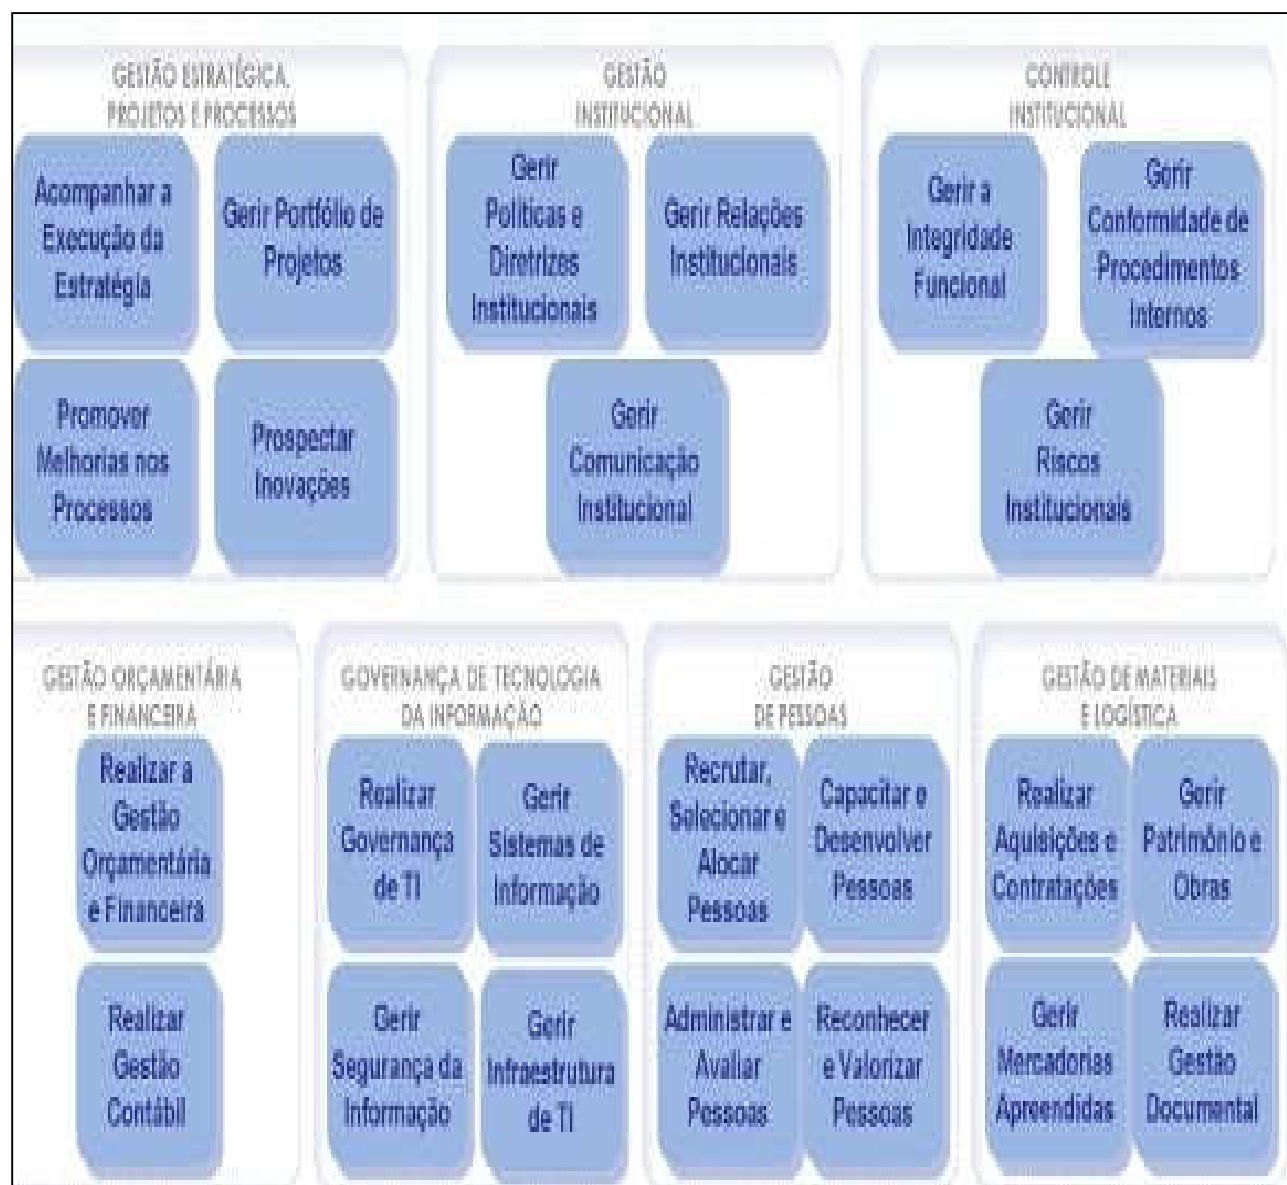 GESTÃO ESTRATÉGICA,
PROJETOS E PROCESSOS
Acompanhar a
Execução da
Estratégia
Gerir Portfólio de
Projetos
Promover
Melhorias nos
Processos
Prospectar
Inovações
GESTÃO
INSTITUCIONAL
Gerir
Políticas e
Diretrizes
Institucionais
Gerir Relações
Institucionais
Gerir
Comunicação
Institucional
CONTROLE
INSTITUCIONAL
Gerir a
Integridade
Funcional
Gerir
Conformidade de
Procedimentos
Internos
Gerir
Riscos
Institucionais
GESTÃO ORÇAMENTÁRIA
E FINANCEIRA
Realizar a
Gestão
Orçamentária
e Financeira
Realizar
Gestão
Contábil
GOVERNANÇA DE TECNOLOGIA
DA INFORMAÇÃO
Realizar
Governança
de TI
Gerir
Sistemas de
Informação
Gerir
Segurança da
Informação
Gerir
Infraestrutura
de TI
GESTÃO
DE PESSOAS
Recrutar,
Selecionar e
Alocar
Pessoas
Capacitar e
Desenvolver
Pessoas
Administrar e
Avaliar
Pessoas
Reconhecer
e Valorizar
Pessoas
GESTÃO DE MATERIAIS
E LOGÍSTICA
Realizar
Aquisições e
Contratações
Gerir
Patrimônio e
Obras
Gerir
Mercadorias
Apreendidas
Realizar
Gestão
Documental